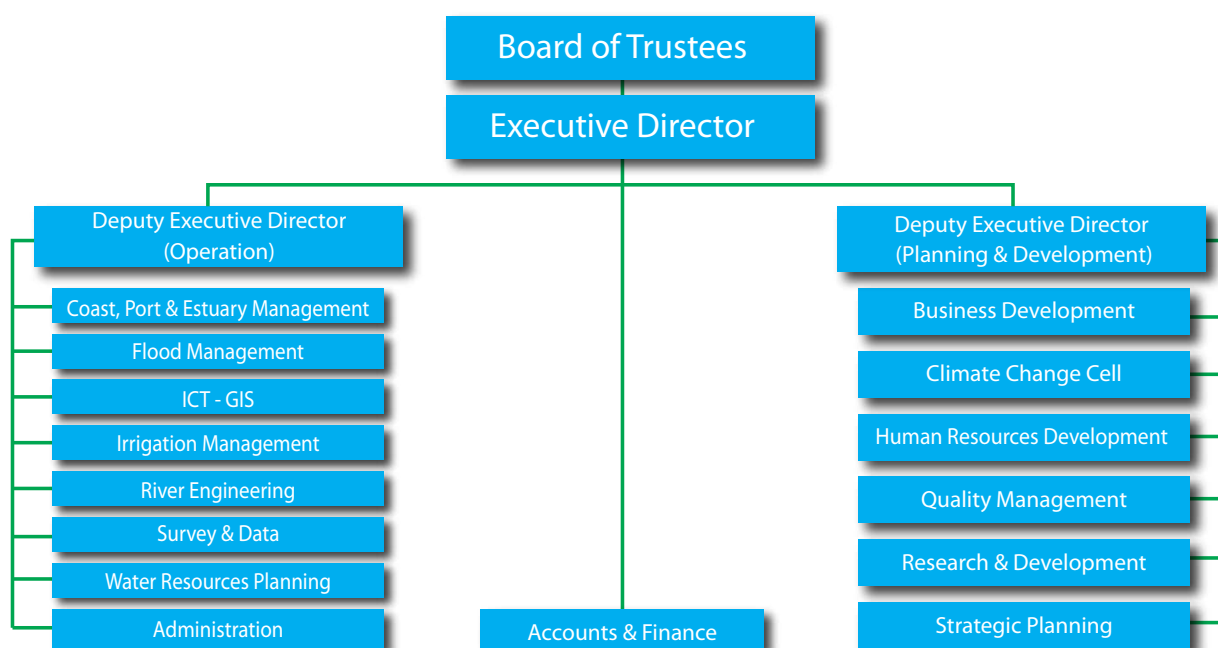 Board of Trustees
Executive Director
Deputy Executive Director
(Operation)
Coast, Port & Estuary Management
Flood Management
ICT - GIS
Irrigation Management
River Engineering
Survey & Data
Water Resources Planning
Administration
Accounts & Finance
Deputy Executive Director
(Planning & Development)
Business Development
Climate Change Cell
Human Resources Development
Quality Management
Research & Development
Strategic Planning